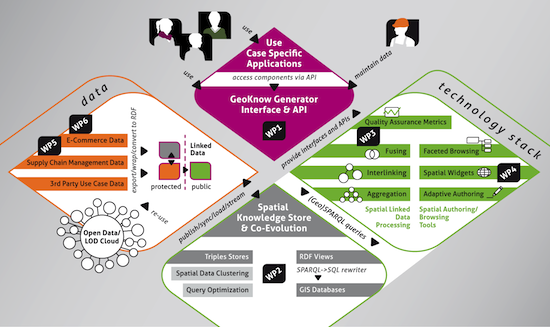 use
use
Use
Case Specific
Applications
access components via API
maintain data
GeoKnow Generator
Interface & API
WP1
data
WP6
WP5
E-Commerce Data
Supply Chain Management Data
3rd Party Use Case Data
export/wrap/convert to RDF
Linked
Data
protected
public
re-use
Open Data/
LOD Cloud
publish/sync/load/stream
provide interfaces and APIs
technology stack
Quality Assurance Metrics
WP3
Fusing
Faceted Browsing
Interlinking
Spatial Widgets
WP4
Aggregation
Adaptive Authoring
Spatial Linked
Data
Processing
Spatial Authoring/
Browsing
Tools
(Geo)SPARQL queries
Spatial
Knowledge Store
& Co-Evolution
Triples Stores
RDF Views
Spatial Data Clustering
WP2
SPARQL->SQL rewriter
Query Optimization
GIS Databases